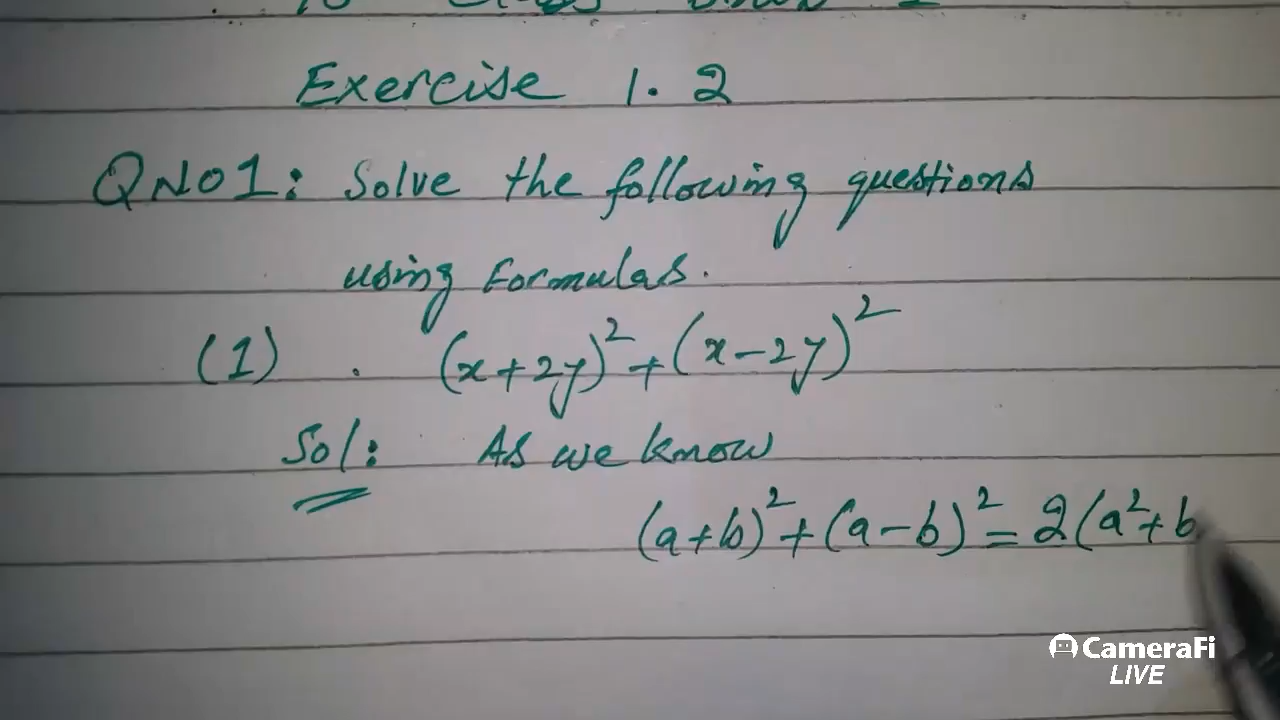 Exercise 1.2
QNO1: Solve the following questions
using Formulas.
(1) . (x+2y)²+(x-2y)²
Sol: As we know
(a+b)²+(a-b)²=2(a²+b
CameraFi
LIVE